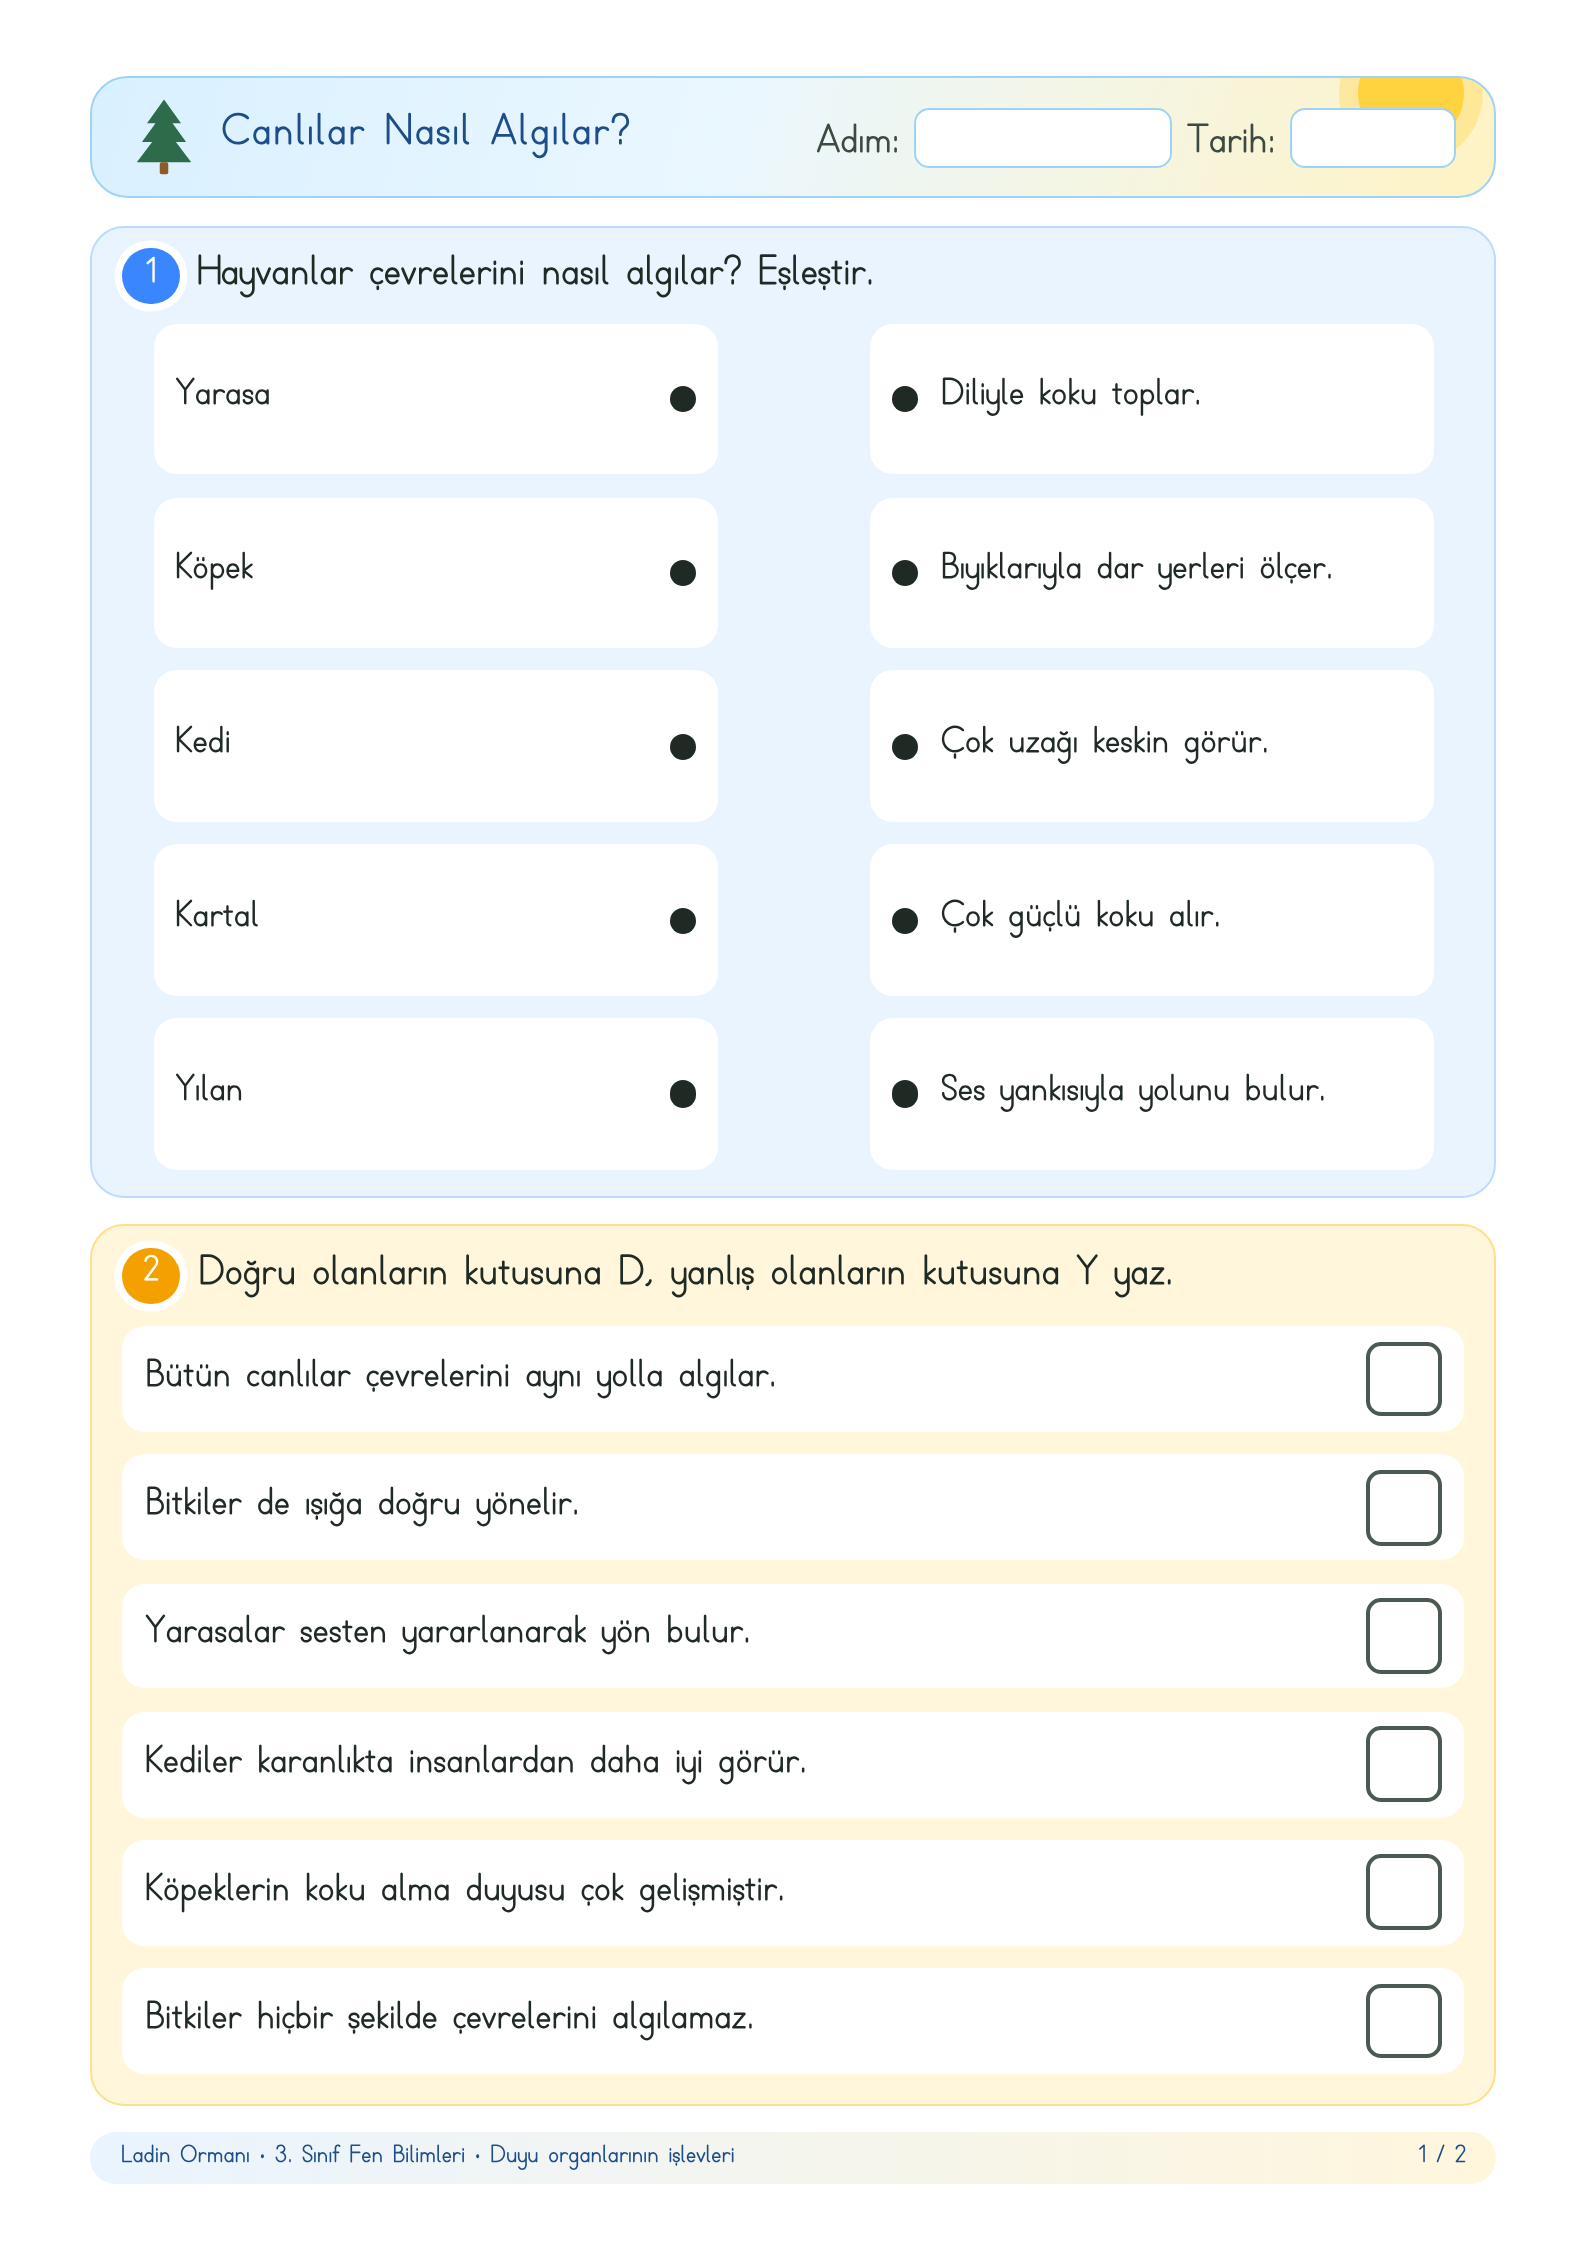 Canlılar Nasıl Algılar?
Adım:
Tarih:
1
Hayvanlar çevrelerini nasıl algılar? Eşleştir.
Yarasa
Diliyle koku toplar.
Köpek
Bıyıklarıyla dar yerleri ölçer.
Kedi
Çok uzağı keskin görür.
Kartal
Çok güçlü koku alır.
Yılan
Ses yankısıyla yolunu bulur.
2
Doğru olanların kutusuna D, yanlış olanların kutusuna Y yaz.
Bütün canlılar çevrelerini aynı yolla algılar.
Bitkiler de ışığa doğru yönelir.
Yarasalar sesten yararlanarak yön bulur.
Kediler karanlıkta insanlardan daha iyi görür.
Köpeklerin koku alma duyusu çok gelişmiştir.
Bitkiler hiçbir şekilde çevrelerini algılamaz.
Ladin Ormanı • 3. Sınıf Fen Bilimleri • Duyu organlarının işlevleri
1 / 2